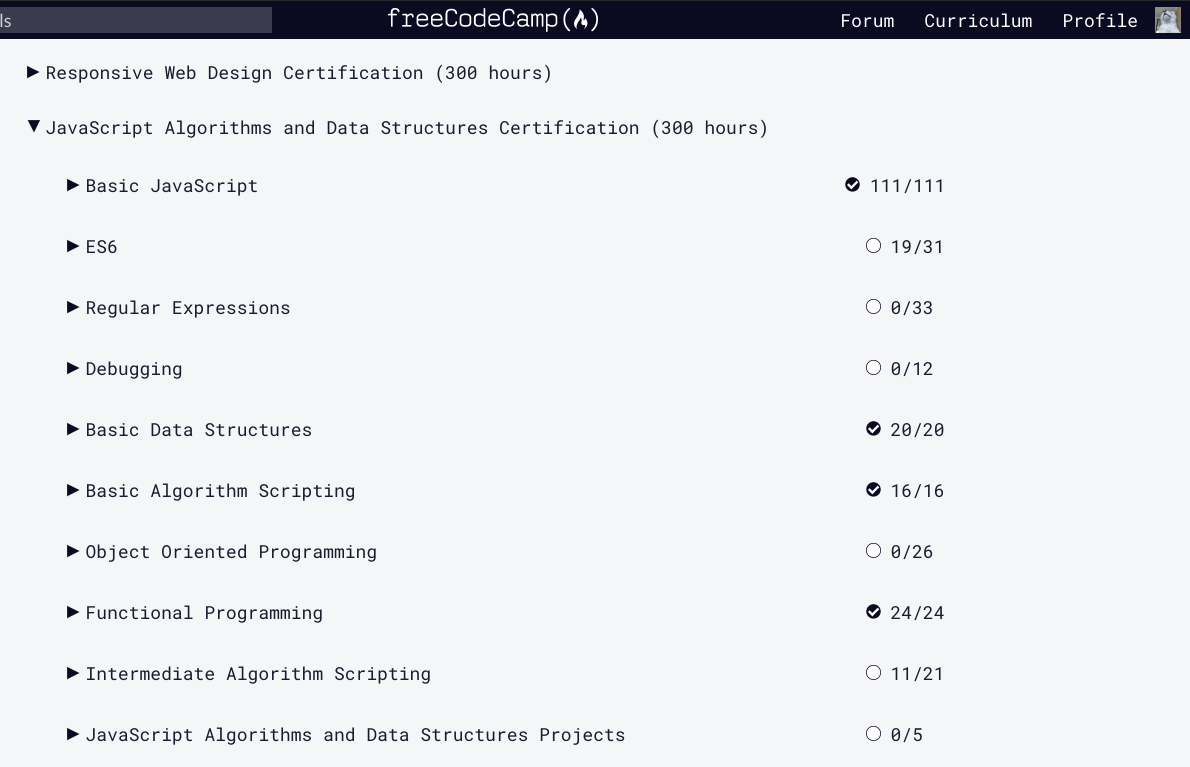 ls freeCodeCamp(🔥) Forum Curriculum Profile
Responsive Web Design Certification (300 hours)
JavaScript Algorithms and Data Structures Certification (300 hours)
Basic JavaScript 111/111
ES6 19/31
Regular Expressions 0/33
Debugging 0/12
Basic Data Structures 20/20
Basic Algorithm Scripting 16/16
Object Oriented Programming 0/26
Functional Programming 24/24
Intermediate Algorithm Scripting 11/21
JavaScript Algorithms and Data Structures Projects 0/5